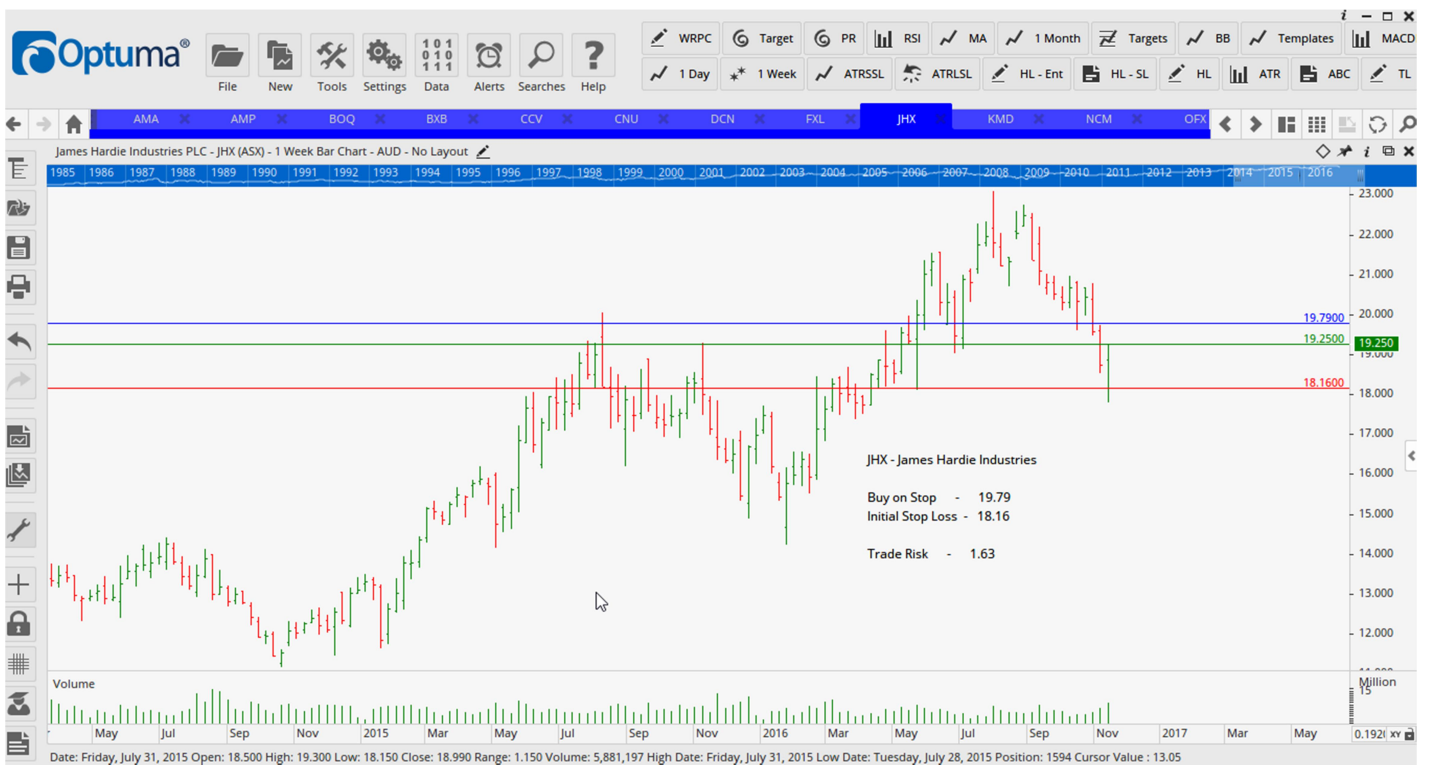 i
Optuma®
File
New
Tools
Settings
Data
Alerts
Searches
Help
101
010
111
?
WRPC
Target
PR
RSI
MA
1 Month
Targets
BB
Templates
MACD
1 Day
1 Week
ATRSSL
ATRLSL
HL - Ent
HL - SL
HL
ATR
ABC
TL
AMA
AMP
BOQ
BXB
CCV
CNU
DCN
FXL
JHX
KMD
NCM
OFX
James Hardie Industries PLC - JHX (ASX) - 1 Week Bar Chart - AUD - No Layout
i
1985 1986 1987 1988 1989 1990 1991 1992 1993 1994 1995 1996 1997 1998 1999 2000 2001 2002 2003 2004 2005 2006 2007 2008 2009 2010 2011 2012 2013 2014 2015 2016
23.000
22.000
21.000
20.000
19.7900
19.2500
19.250
19.000
18.1600
18.000
17.000
16.000
15.000
14.000
13.000
12.000
11.000
JHX - James Hardie Industries
Buy on Stop - 19.79
Initial Stop Loss - 18.16
Trade Risk - 1.63
Volume
Million
15
May Jul Sep Nov 2015 Mar May Jul Sep Nov 2016 Mar May Jul Sep Nov 2017 Mar May
XY
Date: Friday, July 31, 2015 Open: 18.500 High: 19.300 Low: 18.150 Close: 18.990 Range: 1.150 Volume: 5,881,197 High Date: Friday, July 31, 2015 Low Date: Tuesday, July 28, 2015 Position: 1594 Cursor Value : 13.05